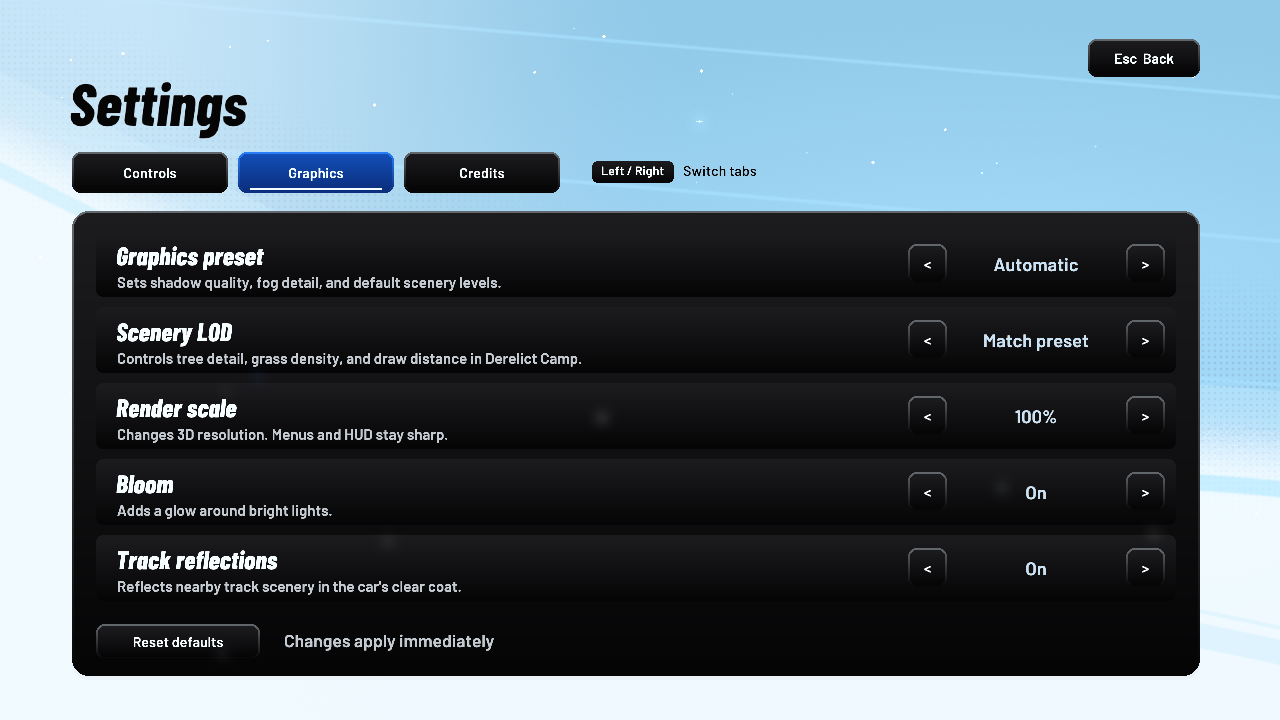 Esc Back
Settings
Controls
Graphics
Credits
Left / Right
Switch tabs
Graphics preset
Sets shadow quality, fog detail, and default scenery levels.
<
Automatic
>
Scenery LOD
Controls tree detail, grass density, and draw distance in Derelict Camp.
<
Match preset
>
Render scale
Changes 3D resolution. Menus and HUD stay sharp.
<
100%
>
Bloom
Adds a glow around bright lights.
<
On
>
Track reflections
Reflects nearby track scenery in the car's clear coat.
<
On
>
Reset defaults
Changes apply immediately